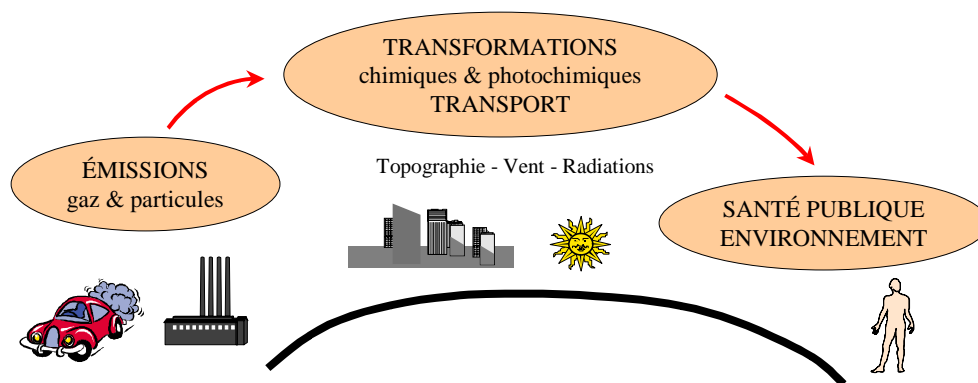 TRANSFORMATIONS
chimiques & photochimiques
TRANSPORT
ÉMISSIONS
gaz & particules
Topographie - Vent - Radiations
SANTÉ PUBLIQUE
ENVIRONNEMENT